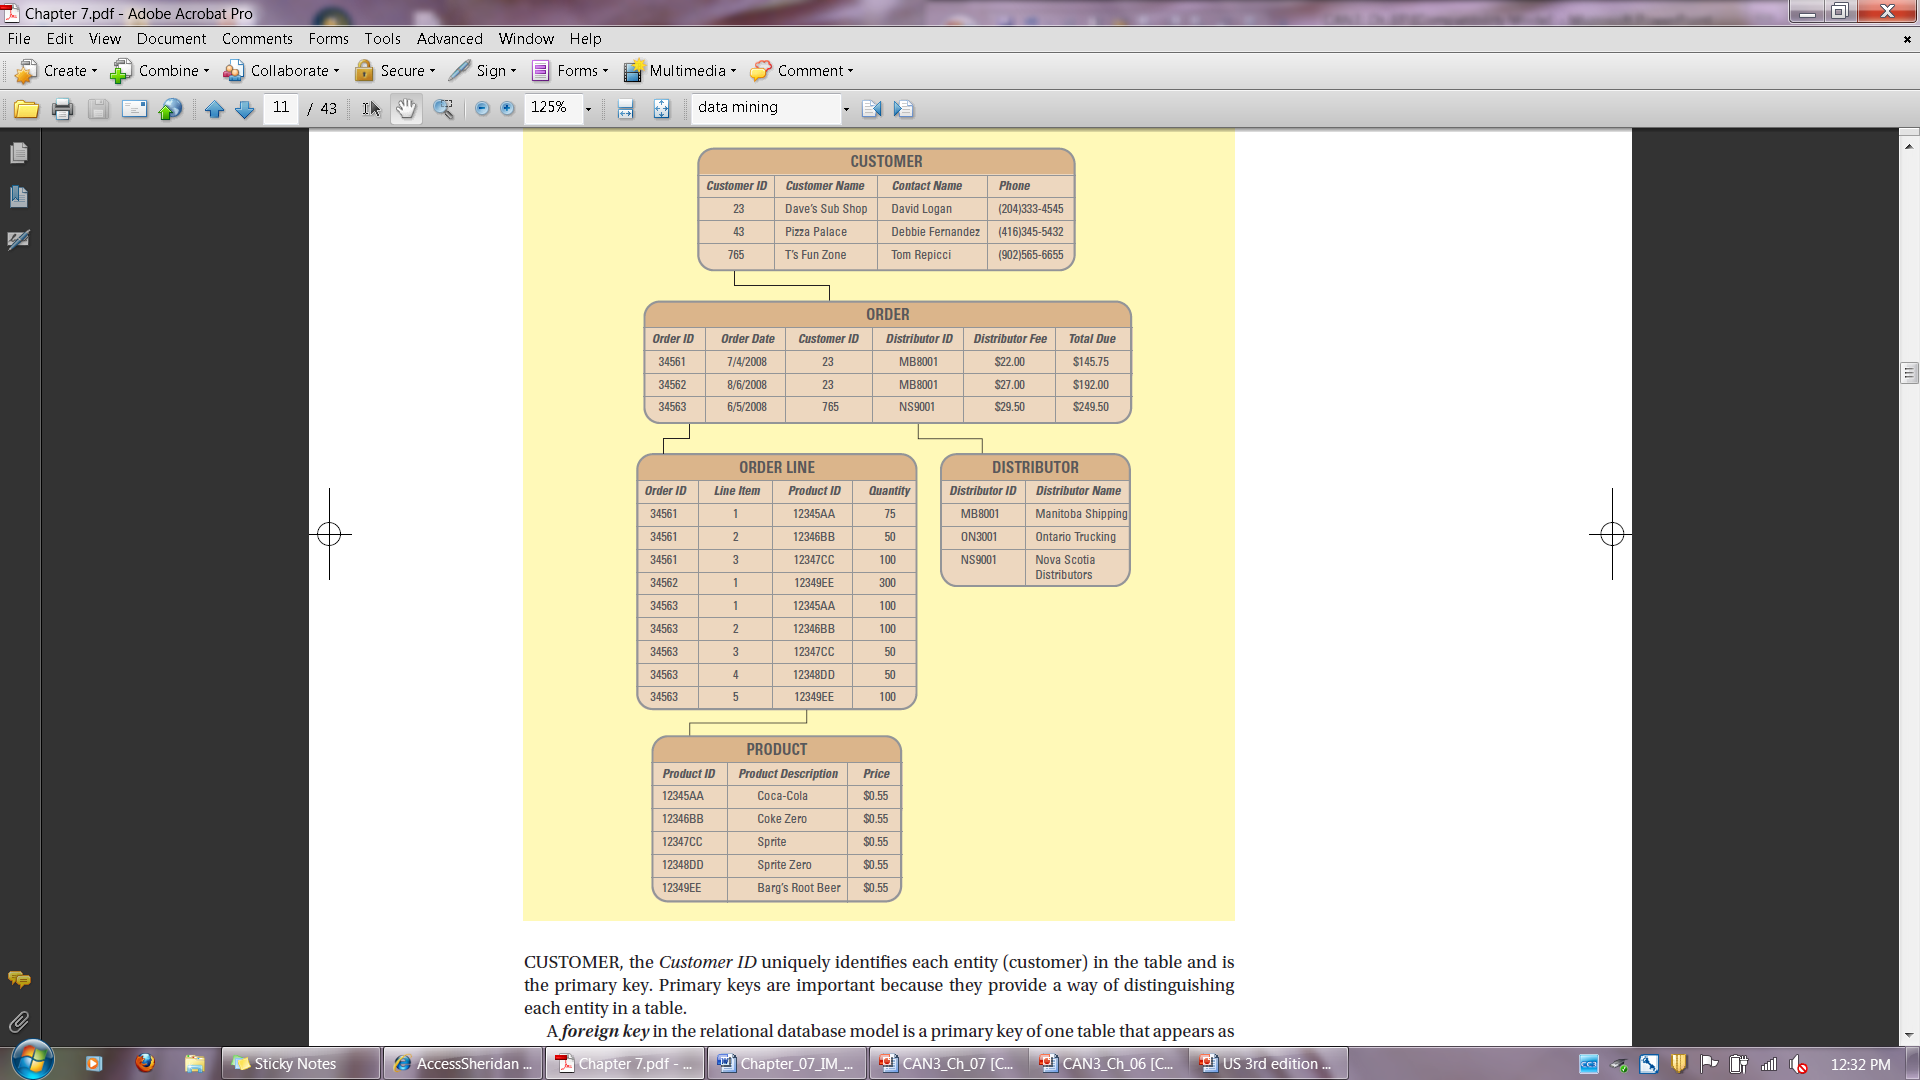 Chapter 7.pdf - Adobe Acrobat Pro
File Edit View Document Comments Forms Tools Advanced Window Help
Create Combine Collaborate Secure Sign Forms Multimedia Comment
11 / 43 125% data mining
CUSTOMER
Customer ID Customer Name Contact Name Phone
23 Dave's Sub Shop David Logan (204)333-4545
43 Pizza Palace Debbie Fernandez (416)345-5432
765 T's Fun Zone Tom Repicci (902)565-6655
ORDER
Order ID Order Date Customer ID Distributor ID Distributor Fee Total Due
34561 7/4/2008 23 MB8001 $22.00 $145.75
34562 8/6/2008 23 MB8001 $27.00 $192.00
34563 6/5/2008 765 NS9001 $29.50 $249.50
ORDER LINE
Order ID Line Item Product ID Quantity
34561 1 12345AA 75
34561 2 12346BB 50
34561 3 12347CC 100
34562 1 12349EE 300
34563 1 12345AA 100
34563 2 12346BB 100
34563 3 12347CC 50
34563 4 12348DD 50
34563 5 12349EE 100
DISTRIBUTOR
Distributor ID Distributor Name
MB8001 Manitoba Shipping
ON3001 Ontario Trucking
NS9001 Nova Scotia
Distributors
PRODUCT
Product ID Product Description Price
12345AA Coca-Cola $0.55
12346BB Coke Zero $0.55
12347CC Sprite $0.55
12348DD Sprite Zero $0.55
12349EE Barg's Root Beer $0.55
CUSTOMER, the Customer ID uniquely identifies each entity (customer) in the table and is
the primary key. Primary keys are important because they provide a way of distinguishing
each entity in a table.
A foreign key in the relational database model is a primary key of one table that appears as
Sticky Notes AccessSheridan ... Chapter 7.pdf - ... Chapter_07_IM_... CAN3_Ch_07 [C... CAN3_Ch_06 [C... US 3rd edition ... 12:32 PM